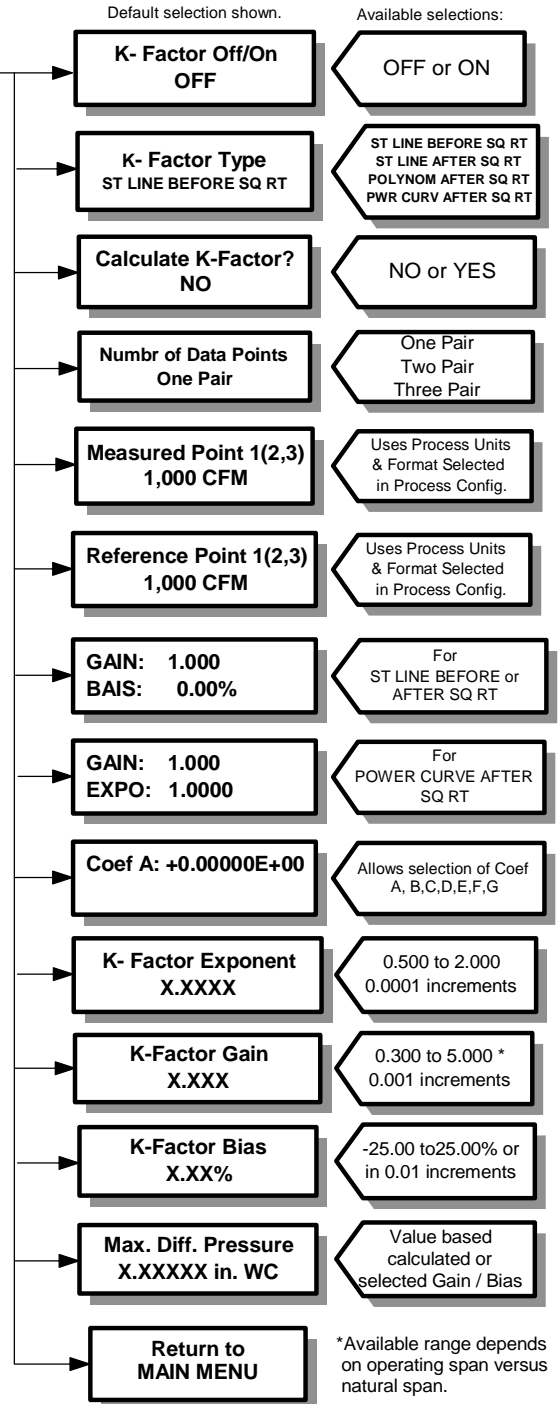 Default selection shown.
Available selections:
K- Factor Off/On
OFF
OFF or ON
K- Factor Type
ST LINE BEFORE SQ RT
ST LINE BEFORE SQ RT
ST LINE AFTER SQ RT
POLYNOM AFTER SQ RT
PWR CURV AFTER SQ RT
Calculate K-Factor?
NO
NO or YES
Numbr of Data Points
One Pair
One Pair
Two Pair
Three Pair
Measured Point 1(2,3)
1,000 CFM
Uses Process Units
& Format Selected
in Process Config.
Reference Point 1(2,3)
1,000 CFM
Uses Process Units
& Format Selected
in Process Config.
GAIN: 1.000
BAIS: 0.00%
For
ST LINE BEFORE or
AFTER SQ RT
GAIN: 1.000
EXPO: 1.0000
For
POWER CURVE AFTER
SQ RT
Coef A: +0.00000E+00
Allows selection of Coef
A, B,C,D,E,F,G
K- Factor Exponent
X.XXXX
0.500 to 2.000
0.0001 increments
K-Factor Gain
X.XXX
0.300 to 5.000 *
0.001 increments
K-Factor Bias
X.XX%
-25.00 to25.00% or
in 0.01 increments
Max. Diff. Pressure
X.XXXXX in. WC
Value based
calculated or
selected Gain / Bias
Return to
MAIN MENU
*Available range depends
on operating span versus
natural span.